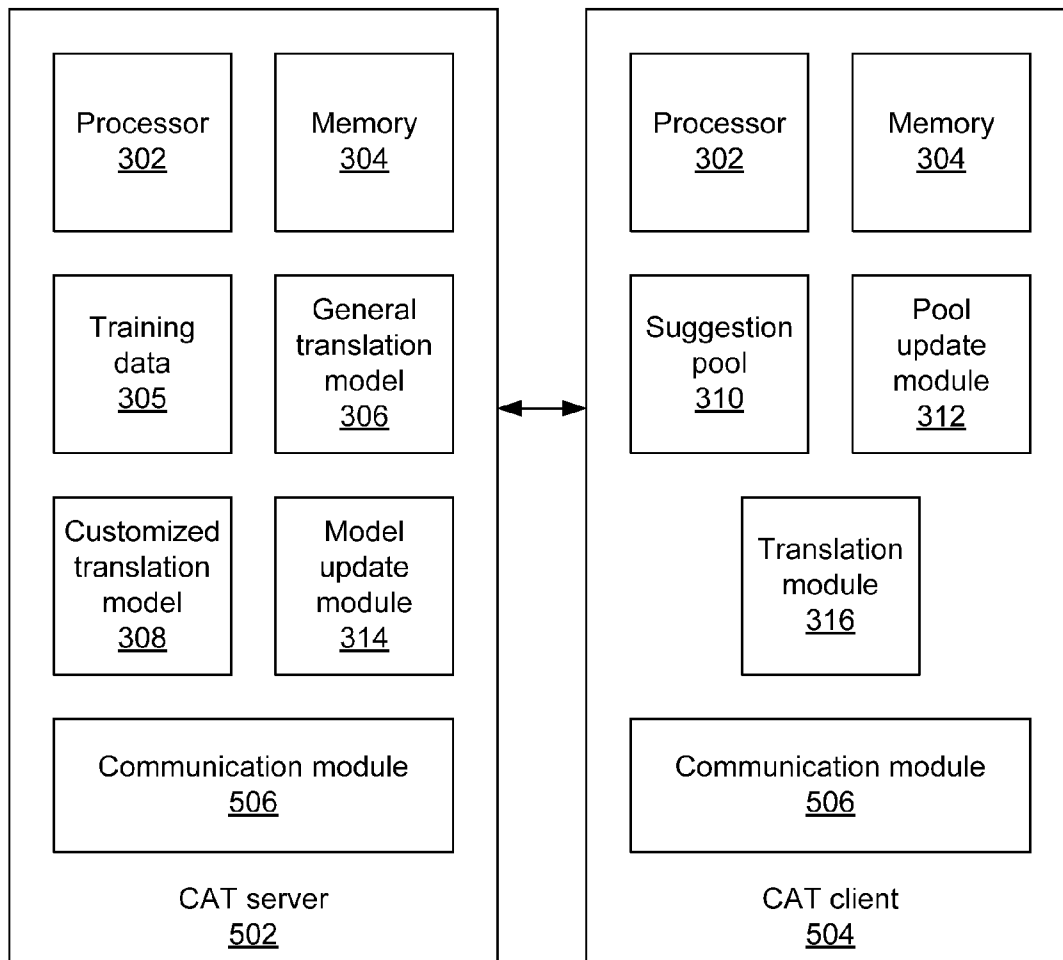 Processor
302
Memory
304
Training
data
305
General
translation
model
306
Customized
translation
model
308
Model
update
module
314
Communication module
506
CAT server
502
Processor
302
Memory
304
Suggestion
pool
310
Pool
update
module
312
Translation
module
316
Communication module
506
CAT client
504